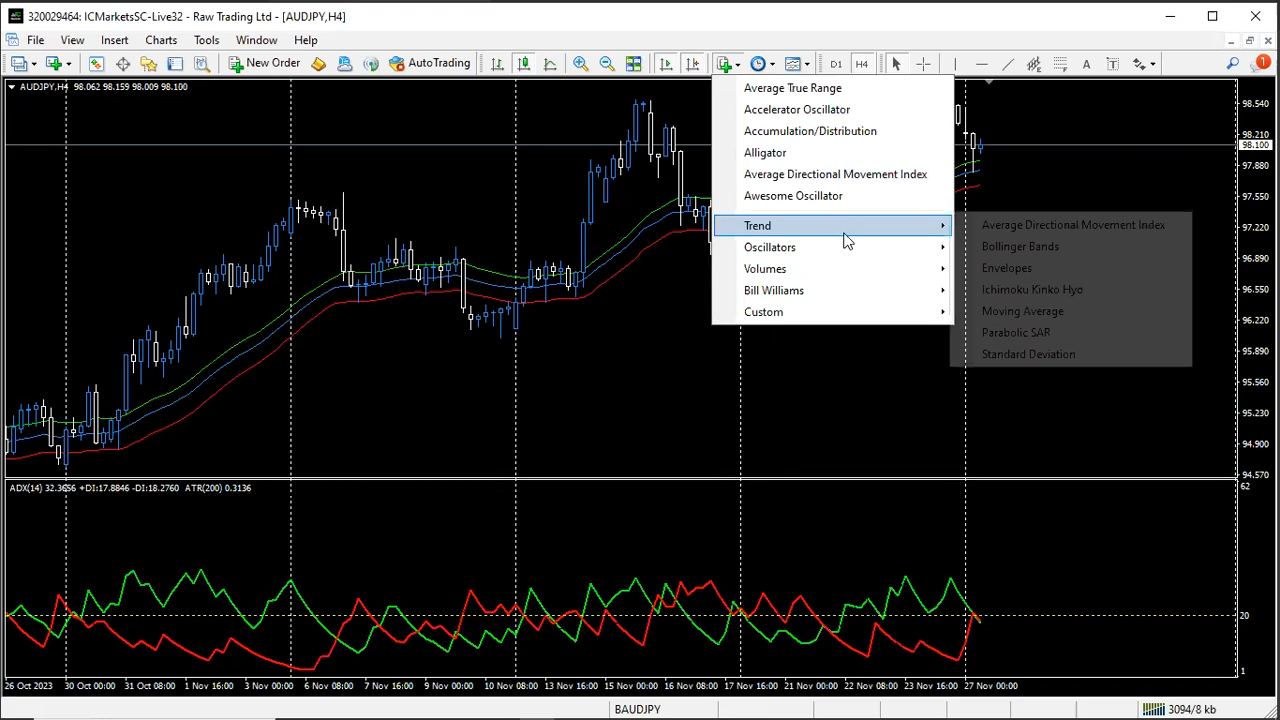 320029464: ICMarketsSC-Live32 - Raw Trading Ltd - [AUDJPY,H4]
File View Insert Charts Tools Window Help
New Order AutoTrading D1 H4 A T 1
AUDJPY,H4 98.062 98.159 98.009 98.100
Average True Range
Accelerator Oscillator
Accumulation/Distribution
Alligator
Average Directional Movement Index
Awesome Oscillator
Trend
Oscillators
Volumes
Bill Williams
Custom
Average Directional Movement Index
Bollinger Bands
Envelopes
Ichimoku Kinko Hyo
Moving Average
Parabolic SAR
Standard Deviation
98.540
98.210
98.100
97.880
97.550
97.220
96.890
96.550
96.220
95.890
95.560
95.230
94.900
94.570
ADX(14) 32.3656 +DI:17.8846 -DI:18.2760 ATR(200) 0.3136
62
20
1
26 Oct 2023 30 Oct 00:00 31 Oct 08:00 1 Nov 16:00 3 Nov 00:00 6 Nov 08:00 7 Nov 16:00 9 Nov 00:00 10 Nov 08:00 13 Nov 16:00 15 Nov 00:00 16 Nov 08:00 17 Nov 16:00 21 Nov 00:00 22 Nov 08:00 23 Nov 16:00 27 Nov 00:00
BAUDJPY 3094/8 kb